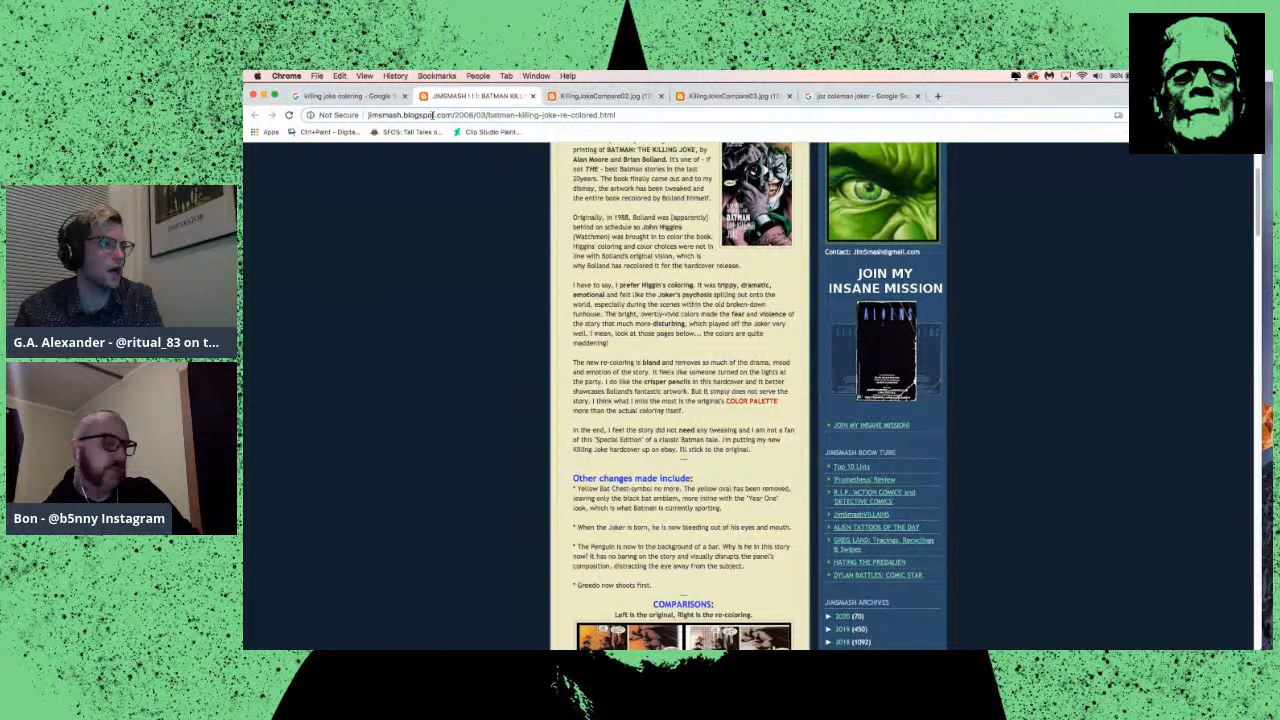 Chrome File Edit View History Bookmarks People Tab Window Help
96%
killing joke coloring - Google S
JIMSMASH ! ! !: BATMAN KILL
KillingJokeCompare02.jpg (12
KillingJokeCompare03.jpg (12
jaz coleman joker - Google Se
Not Secure | jimsmash.blogspot.com/2008/03/batman-killing-joke-re-colored.html
Apps
Ctrl+Paint - Digita...
SFOS: Tall Tales o...
Clip Studio Paint...
printing of BATMAN: THE KILLING JOKE, by
Alan Moore and Brian Bolland. It's one of - if
not THE - best Batman stories in the last
20years. The book finally came out and to my
dismay, the artwork has been tweaked and
the entire book recolored by Bolland himself.
Originally, in 1988, Bolland was [apparently]
behind on schedule so John Higgins
(Watchmen) was brought in to color the book.
Higgins' coloring and color choices were not in
line with Bolland's original vision, which is
why Bolland has recolored it for the hardcover release.
I have to say, I prefer Higgin's coloring. It was trippy, dramatic,
emotional and felt like the Joker's psychosis spilling out onto the
world, especially during the scenes within the old broken-down
funhouse. The bright, overtly-vivid colors made the fear and violence of
the story that much more disturbing, which played off the Joker very
well. I mean, look at those pages below... the colors are quite
maddening!
The new re-coloring is bland and removes so much of the drama, mood
and emotion of the story. It feels like someone turned on the lights at
the party. I do like the crisper pencils in this hardcover and it better
showcases Bolland's fantastic artwork. But it simply does not serve the
story. I think what I miss the most is the original's COLOR PALETTE
more than the actual coloring itself.
In the end, I feel the story did not need any tweaking and I am not a fan
of this "Special Edition" of a classic Batman tale. I'm putting my new
Killing Joke hardcover up on ebay. I'll stick to the original.
---
Other changes made include:
* Yellow Bat Chest-symbol no more. The yellow oval has been removed,
leaving only the black bat emblem, more inline with the "Year One"
look, which is what Batman is currently sporting.
* When the Joker is born, he is now bleeding out of his eyes and mouth.
* The Penguin is now in the background of a bar. Why is he in this story
now? It has no baring on the story and visually disrupts the panel's
composition, distracting the eye away from the subject.
* Greedo now shoots first.
---
COMPARISONS:
Left is the original, Right is the re-coloring.
BATMAN
Contact: JimSmash@gmail.com
JOIN MY
INSANE MISSION
ALIENS
JOIN MY INSANE MISSION!
JIMSMASH BOOM TUBE
Top 10 Lists
'Prometheus' Review
R.I.P. 'ACTION COMICS' and
'DETECTIVE COMICS'
JimSmashVILLAINS
ALIEN TATTOOS OF THE DAY
GREG LAND: Tracings, Recyclings
& Swipes
HATING THE PREDALIEN
DYLAN BATTLES: COMIC STAR
JIMSMASH ARCHIVES
► 2020 (70)
► 2019 (450)
► 2018 (1092)
G.A. Alexander - @ritual_83 on t...
Bon - @b5nny Instagram